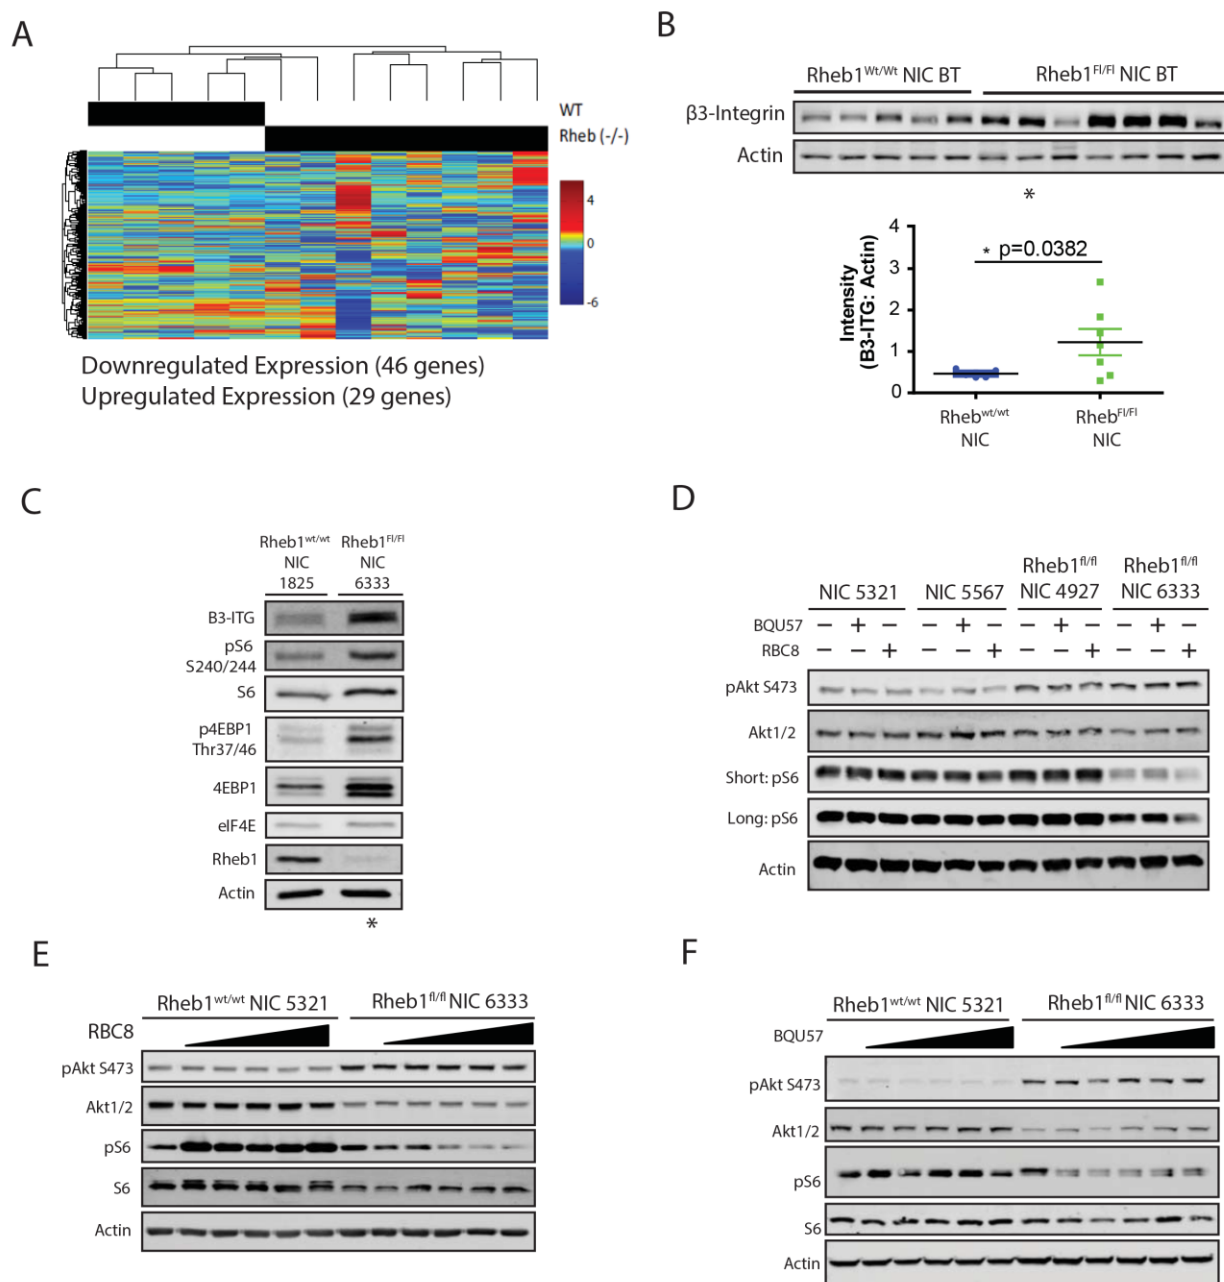 A
WT
Rheb (-/-)
4
0
-6
Downregulated Expression (46 genes)
Upregulated Expression (29 genes)
B
Rheb1Wt/Wt NIC BT
Rheb1Fl/Fl NIC BT
β3-Integrin
Actin
*
4
3
2
1
0
Intensity
(B3-ITG: Actin)
* p=0.0382
Rhebwt/wt
NIC
RhebFl/Fl
NIC
C
Rheb1wt/wt
NIC
1825
Rheb1Fl/Fl
NIC
6333
B3-ITG
pS6
S240/244
S6
p4EBP1
Thr37/46
4EBP1
eIF4E
Rheb1
Actin
*
D
NIC 5321
NIC 5567
Rheb1fl/fl
NIC 4927
Rheb1fl/fl
NIC 6333
BQU57 − + − − + − − + − − + −
RBC8 − − + − − + − − + − − +
pAkt S473
Akt1/2
Short: pS6
Long: pS6
Actin
E
Rheb1wt/wt NIC 5321
Rheb1fl/fl NIC 6333
RBC8
pAkt S473
Akt1/2
pS6
S6
Actin
F
Rheb1wt/wt NIC 5321
Rheb1fl/fl NIC 6333
BQU57
pAkt S473
Akt1/2
pS6
S6
Actin